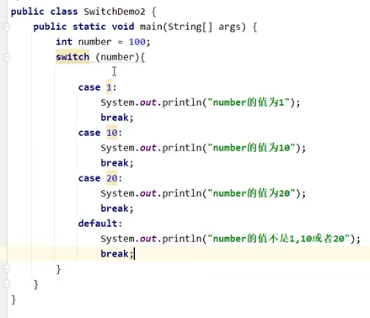 public class SwitchDemo2 {
public static void main(String[] args) {
int number = 100;
switch (number){
case 1:
System.out.println("number的值为1");
break;
case 10:
System.out.println("number的值为10");
break;
case 20:
System.out.println("number的值为20");
break;
default:
System.out.println("number的值不是1,10或者20");
break;
}
}
}